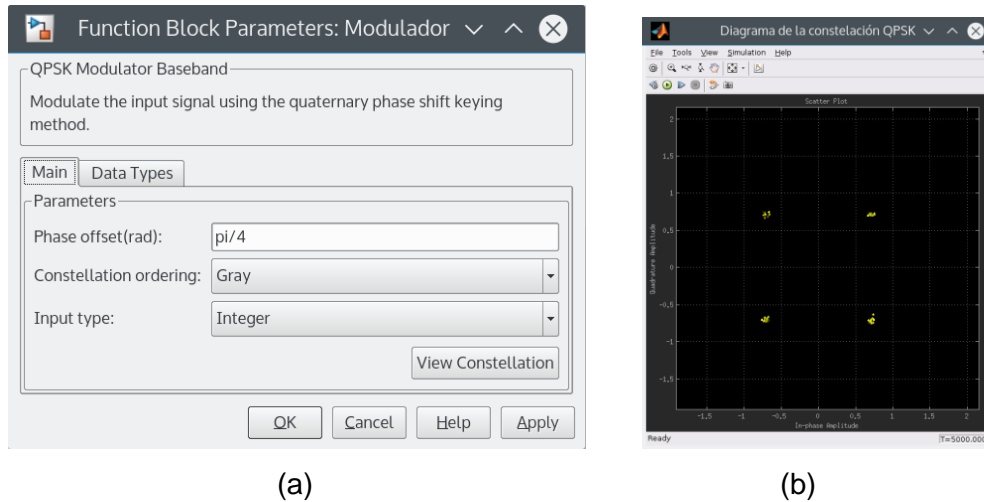 Function Block Parameters: Modulador
QPSK Modulator Baseband
Modulate the input signal using the quaternary phase shift keying
method.
Main
Data Types
Parameters
Phase offset(rad):
pi/4
Constellation ordering:
Gray
Input type:
Integer
View Constellation
OK
Cancel
Help
Apply
(a)
Diagrama de la constelación QPSK
File Tools View Simulation Help
Scatter Plot
2
1.5
1
0.5
0
-0.5
-1
-1.5
Quadrature Amplitude
-1.5 -1 -0.5 0 0.5 1 1.5 2
In-phase Amplitude
Ready
T=5000.000
(b)